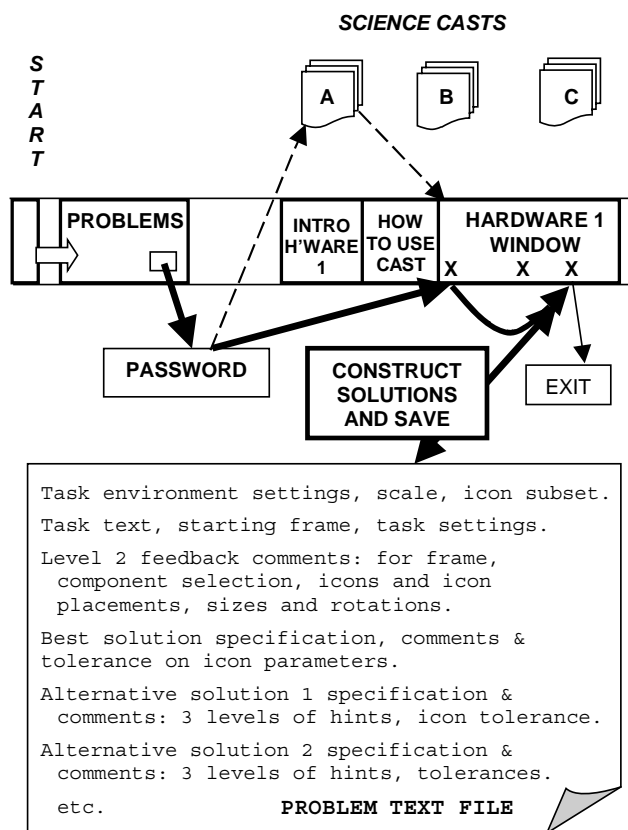 SCIENCE CASTS
START
A
B
C
PROBLEMS
INTRO
H'WARE
1
HOW
TO USE
CAST
HARDWARE 1
WINDOW
X X X
PASSWORD
CONSTRUCT
SOLUTIONS
AND SAVE
EXIT
Task environment settings, scale, icon subset.
Task text, starting frame, task settings.
Level 2 feedback comments: for frame,
component selection, icons and icon
placements, sizes and rotations.
Best solution specification, comments &
tolerance on icon parameters.
Alternative solution 1 specification &
comments: 3 levels of hints, icon tolerance.
Alternative solution 2 specification &
comments: 3 levels of hints, tolerances.
etc. PROBLEM TEXT FILE